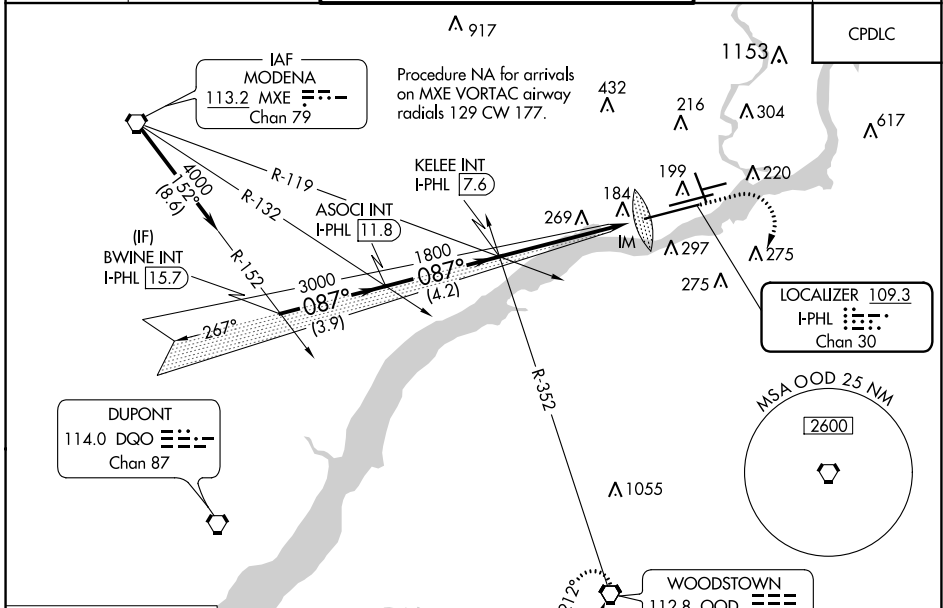 917
1153
CPDLC
IAF
MODENA
113.2 MXE
Chan 79
Procedure NA for arrivals
on MXE VORTAC airway
radials 129 CW 177.
432
216
304
617
4000
152°
(8.6)
R-119
R-132
R-152
KELEE INT
I-PHL 7.6
ASOCI INT
I-PHL 11.8
(IF)
BWINE INT
I-PHL 15.7
199
220
184
269
IM
297
275
275
1800
087°
(4.2)
3000
087°
(3.9)
267°
LOCALIZER 109.3
I-PHL
Chan 30
R-352
MSA OOD 25 NM
2600
DUPONT
114.0 DQO
Chan 87
1055
212°
WOODSTOWN
112.8 OOD